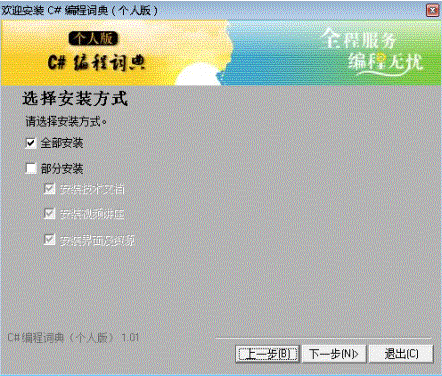 欢迎安装 C# 编程词典（个人版）
个人版
C# 编程词典
全程服务
编程无忧
选择安装方式
请选择安装方式。
全部安装
部分安装
安装技术文档
安装视频讲座
安装界面及资源
C# 编程词典（个人版） 1.01
上一步(B) 下一步(N)> 退出(C)